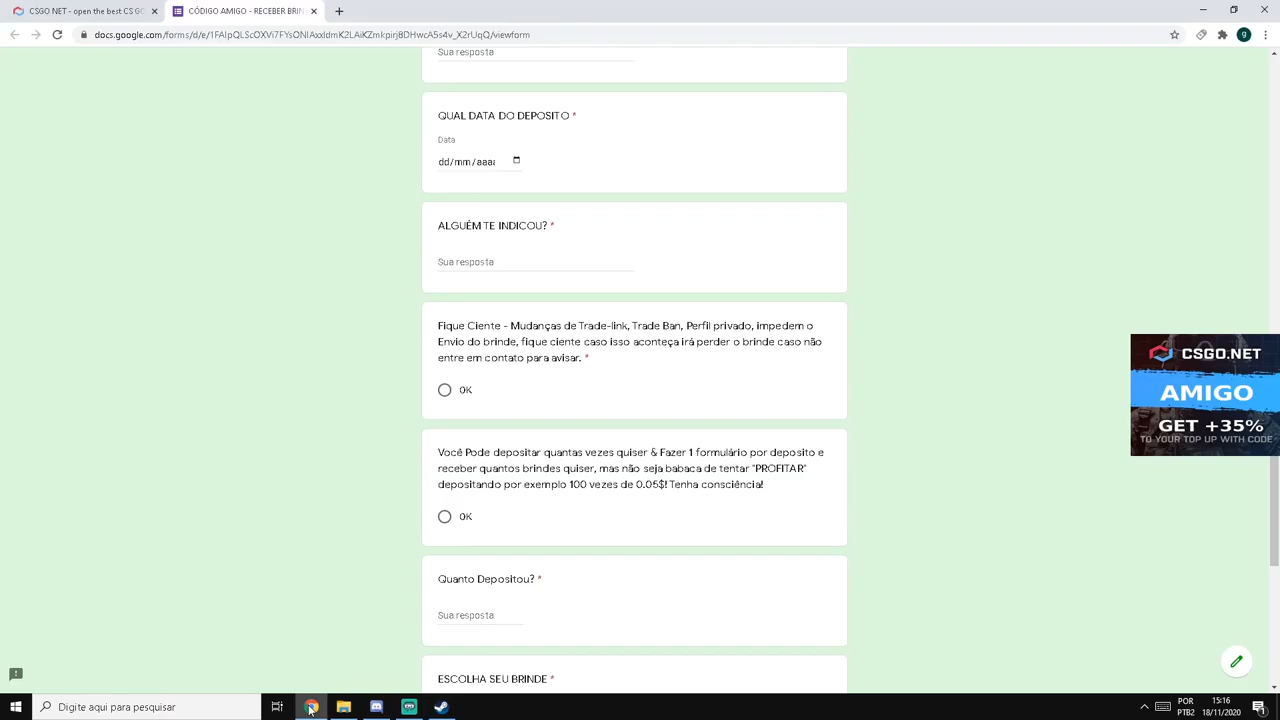 CSGO.NET - open the best CS GO
CÓDIGO AMIGO - RECEBER BRIN
docs.google.com/forms/d/e/
/viewform
g
Sua resposta
QUAL DATA DO DEPOSITO *
Data
dd/mm/aaaa
ALGUÉM TE INDICOU? *
Sua resposta
Fique Ciente - Mudanças de Trade-link, Trade Ban, Perfil privado, impedem o
Envio do brinde, fique ciente caso isso aconteça irá perder o brinde caso não
entre em contato para avisar. *
OK
Você Pode depositar quantas vezes quiser & Fazer 1 formulário por deposito e
receber quantos brindes quiser, mas não seja babaca de tentar "PROFITAR"
depositando por exemplo 100 vezes de 0.05$! Tenha consciência!
OK
Quanto Depositou? *
Sua resposta
ESCOLHA SEU BRINDE *
CSGO.NET
AMIGO
GET +35%
TO YOUR TOP UP WITH CODE
Digite aqui para pesquisar
POR
PTB2
15:16
18/11/2020
1